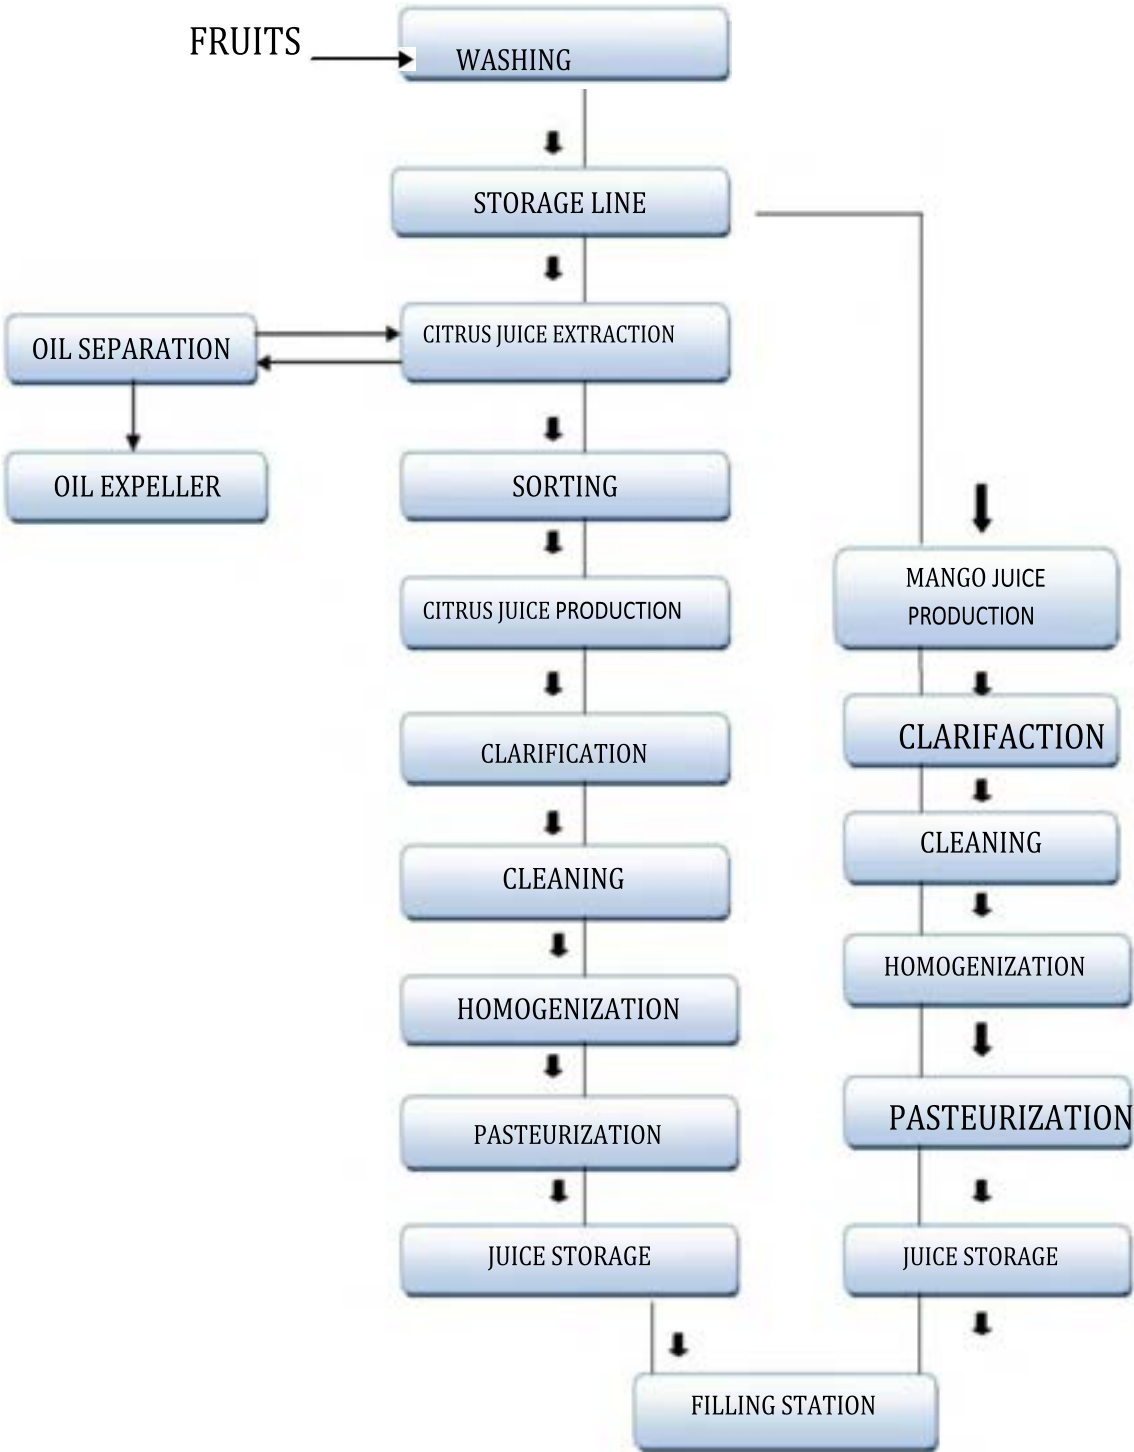 FRUITS
WASHING
STORAGE LINE
CITRUS JUICE EXTRACTION
OIL SEPARATION
OIL EXPELLER
SORTING
CITRUS JUICE PRODUCTION
CLARIFICATION
CLEANING
HOMOGENIZATION
PASTEURIZATION
JUICE STORAGE
MANGO JUICE
PRODUCTION
CLARIFACTION
CLEANING
HOMOGENIZATION
PASTEURIZATION
JUICE STORAGE
FILLING STATION